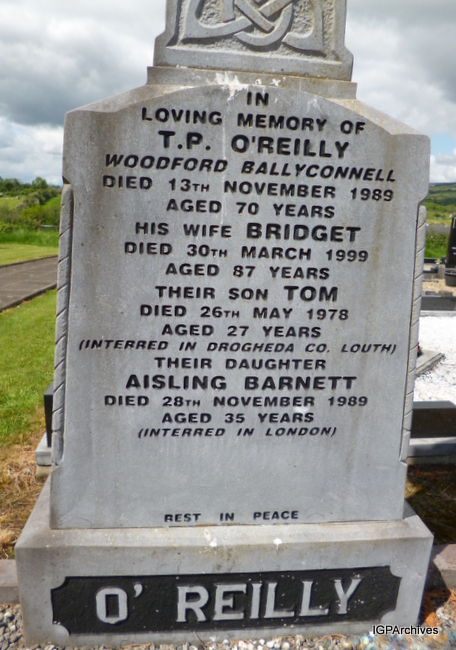 IN
LOVING MEMORY OF
T.P. O'REILLY
WOODFORD BALLYCONNELL
DIED 13TH NOVEMBER 1989
AGED 70 YEARS
HIS WIFE BRIDGET
DIED 30TH MARCH 1999
AGED 87 YEARS
THEIR SON TOM
DIED 26TH MAY 1978
AGED 27 YEARS
(INTERRED IN DROGHEDA CO. LOUTH)
THEIR DAUGHTER
AISLING BARNETT
DIED 28TH NOVEMBER 1989
AGED 35 YEARS
(INTERRED IN LONDON)
REST IN PEACE
O' REILLY
IGPArchives